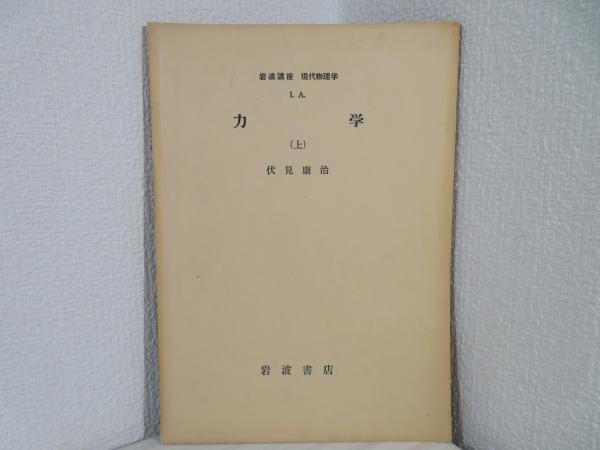 岩波講座 現代物理学
I. A.
力 学
(上)
伏見康治
岩波書店